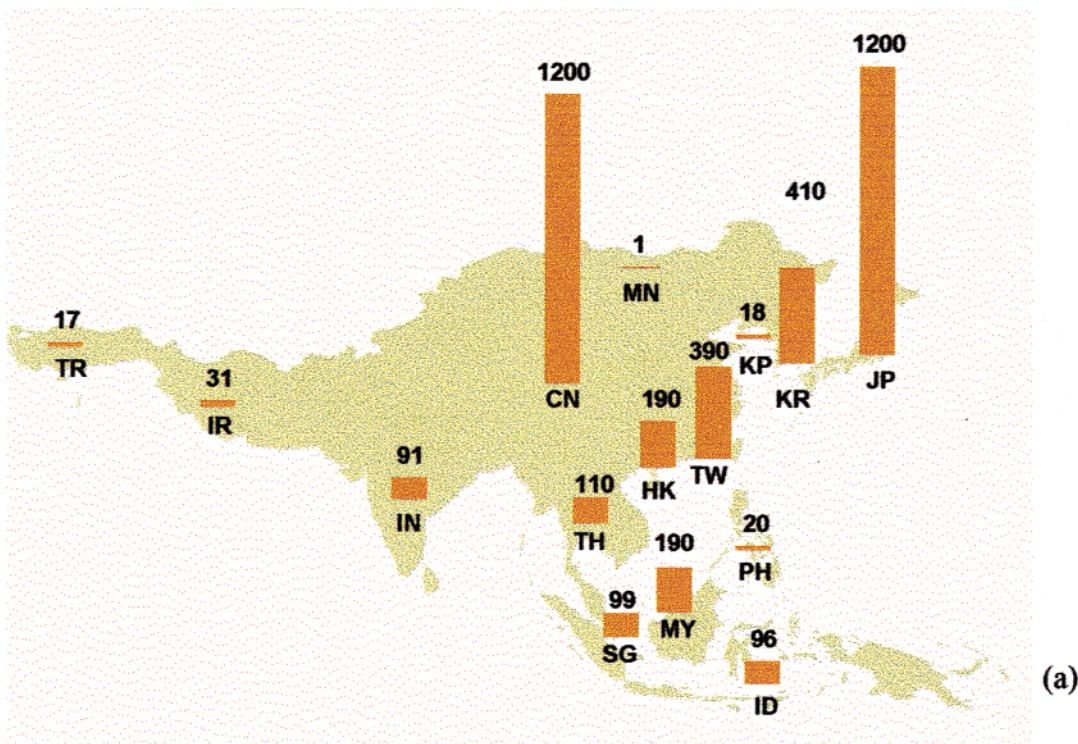 1200
1200
410
1
MN
17
TR
18
KP
31
IR
390
KR
JP
CN
190
TW
91
IN
HK
110
TH
20
PH
190
99
MY
SG
96
ID
(a)